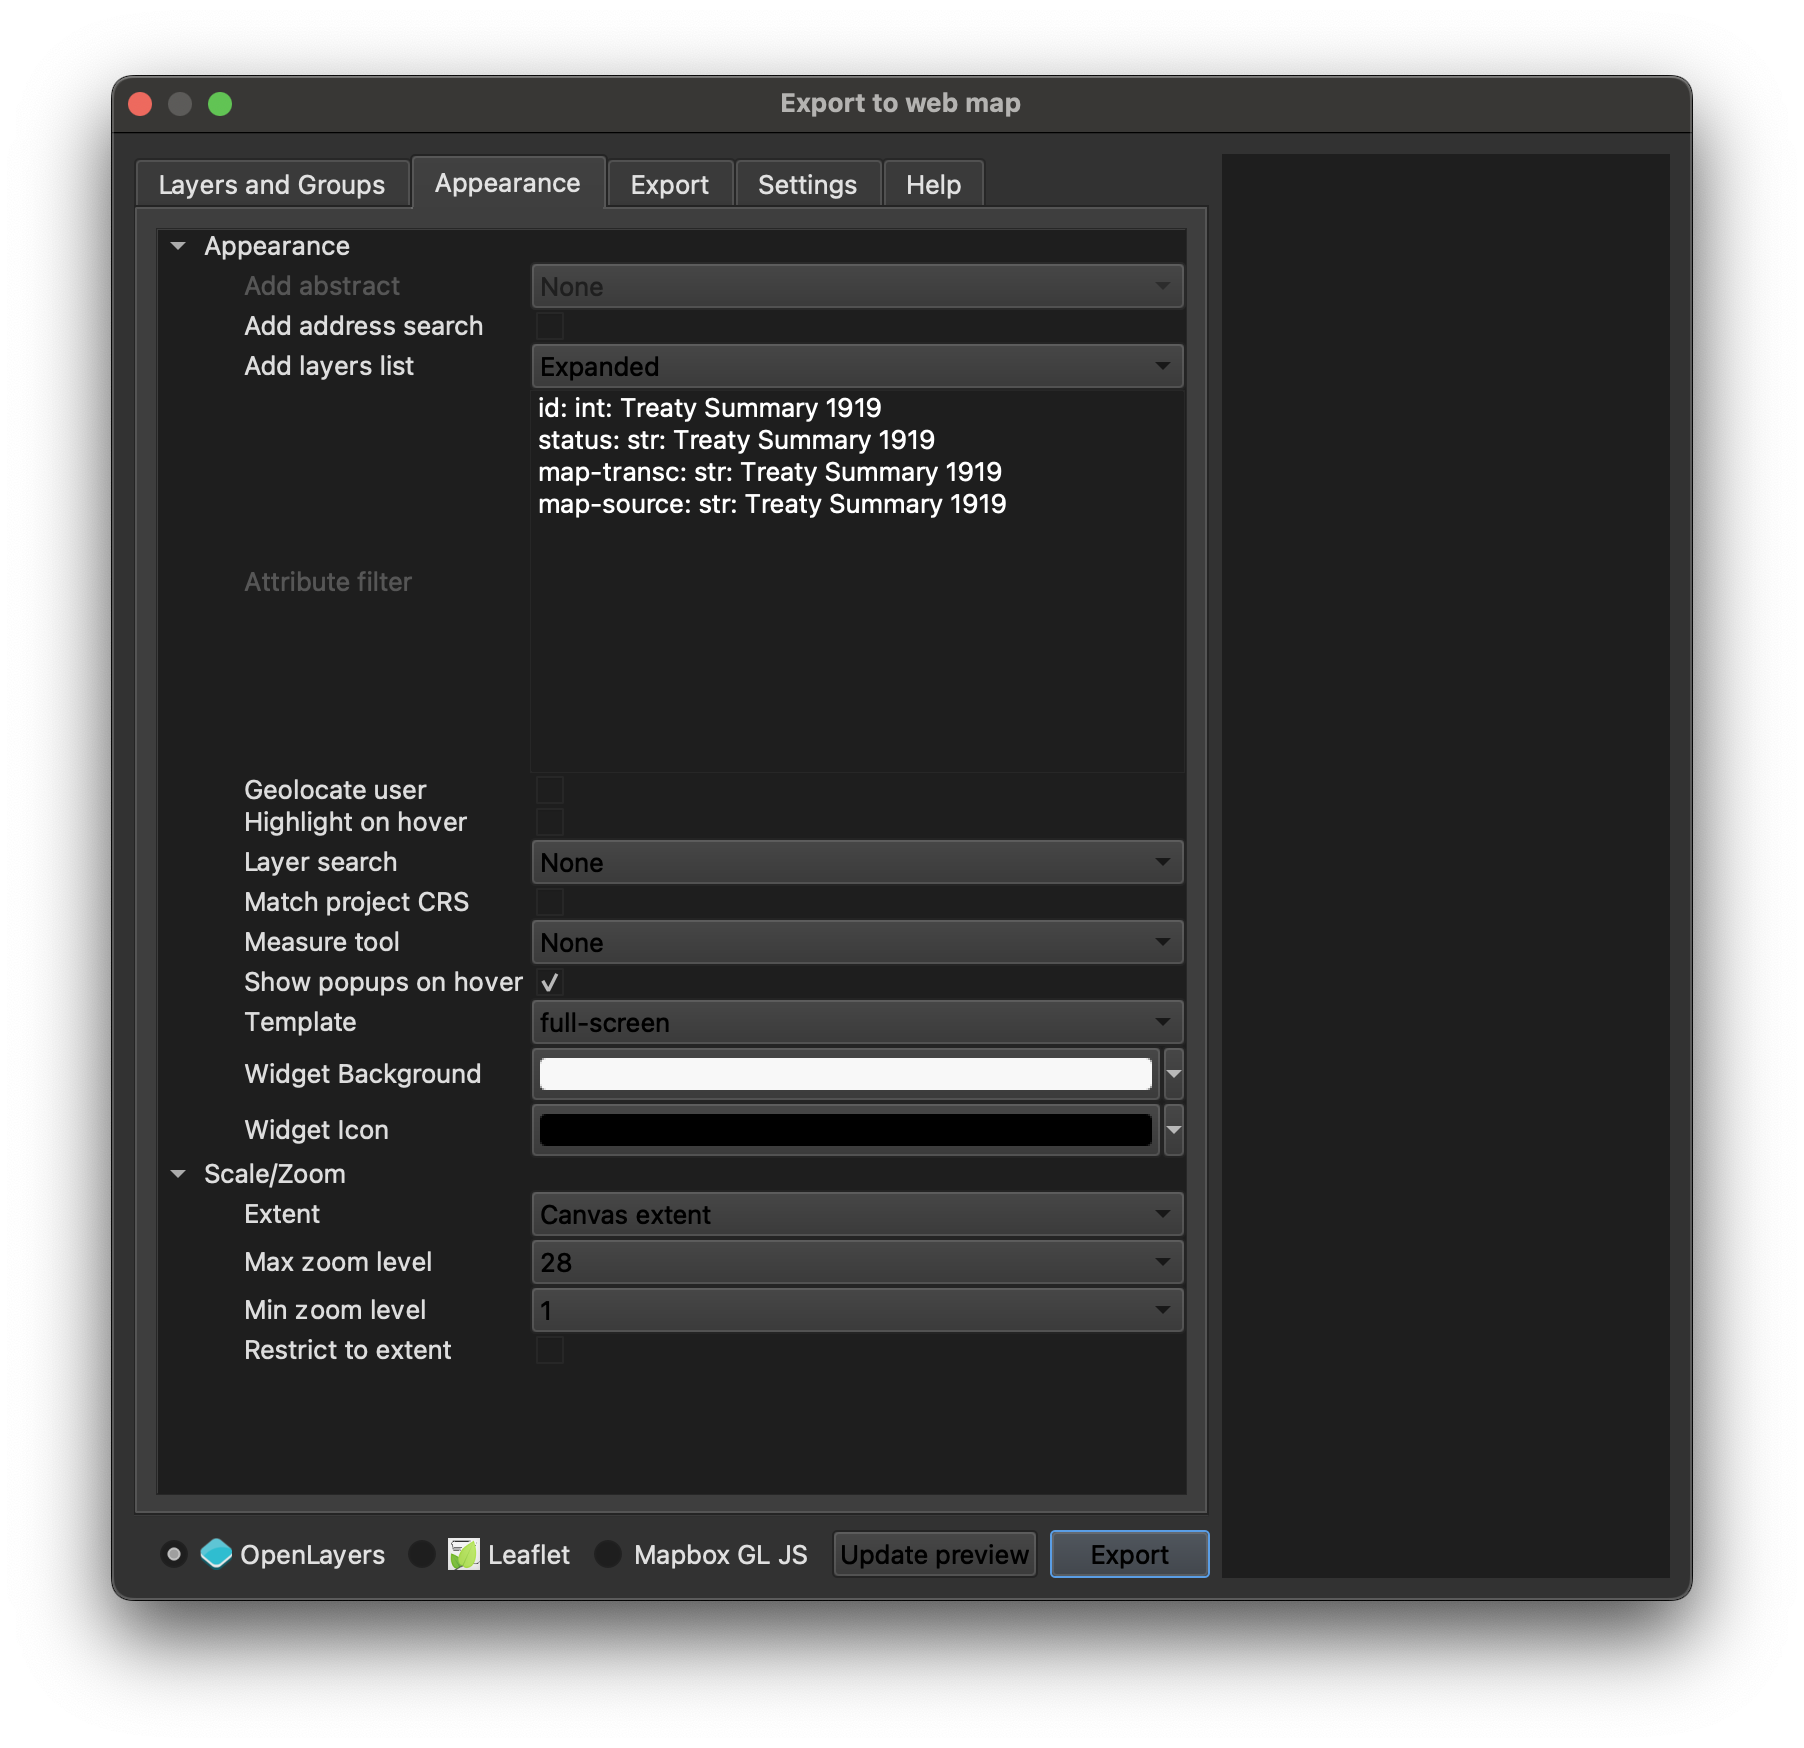 Export to web map
Layers and Groups Appearance Export Settings Help
Appearance
Add abstract None
Add address search
Add layers list Expanded
id: int: Treaty Summary 1919
status: str: Treaty Summary 1919
map-transc: str: Treaty Summary 1919
map-source: str: Treaty Summary 1919
Attribute filter
Geolocate user
Highlight on hover
Layer search None
Match project CRS
Measure tool None
Show popups on hover
Template full-screen
Widget Background
Widget Icon
Scale/Zoom
Extent Canvas extent
Max zoom level 28
Min zoom level 1
Restrict to extent
OpenLayers Leaflet Mapbox GL JS Update preview Export